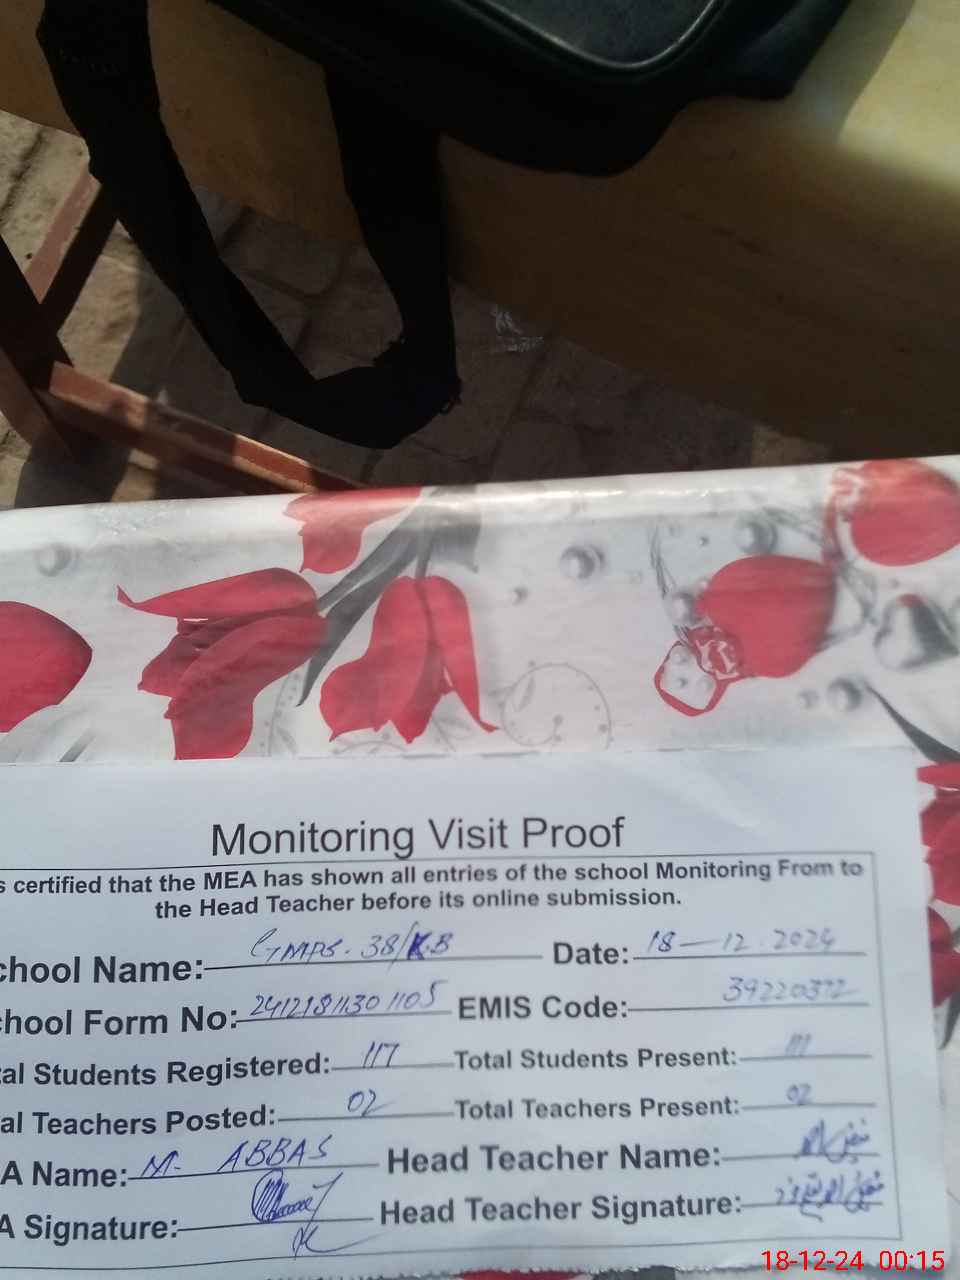 Monitoring Visit Proof
s certified that the MEA has shown all entries of the school Monitoring From to
the Head Teacher before its online submission.
chool Name: GMPS. 38/KB Date: 18-12-2024
chool Form No: 24121811301105 EMIS Code: 39220372
tal Students Registered: 117 Total Students Present: 111
al Teachers Posted: 02 Total Teachers Present: 02
A Name: M. ABBAS Head Teacher Name:
A Signature: Head Teacher Signature:
18-12-24 00:15